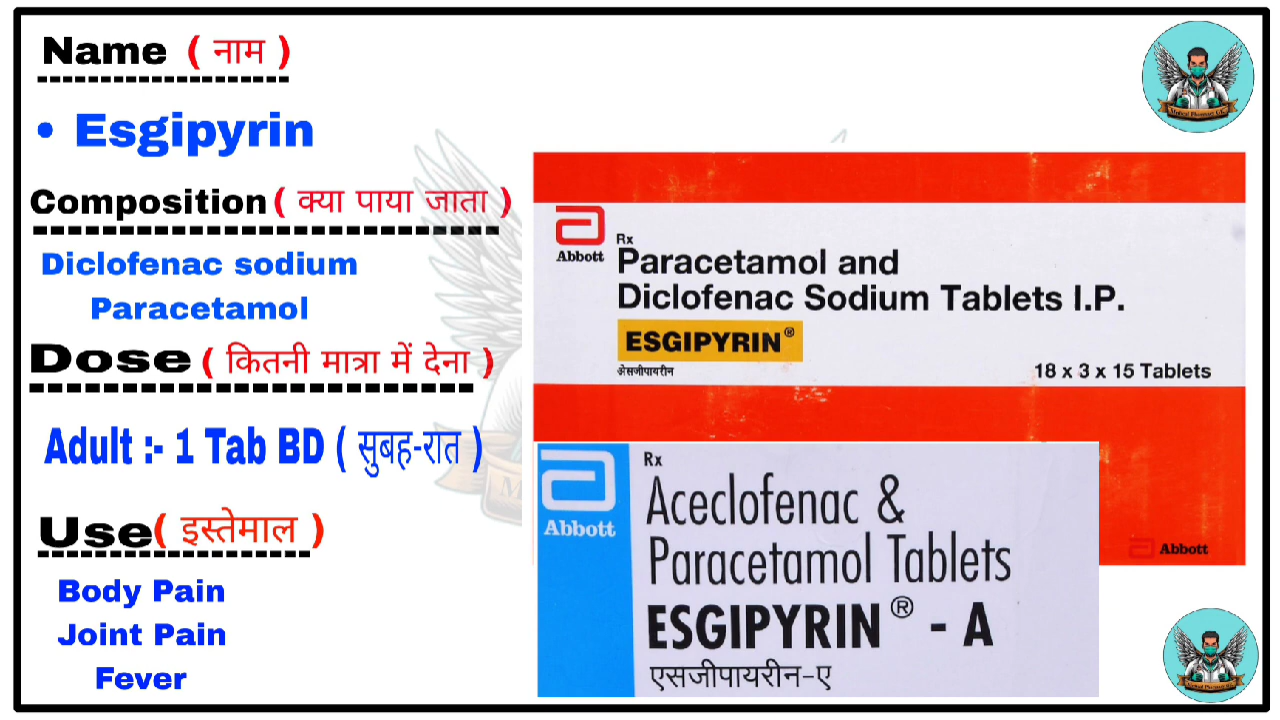 Name ( नाम )
• Esgipyrin
Composition ( क्या पाया जाता )
Diclofenac sodium
Paracetamol
Dose ( कितनी मात्रा में देना )
Adult :- 1 Tab BD ( सुबह-रात )
Use ( इस्तेमाल )
Body Pain
Joint Pain
Fever
Abbott
Rx
Paracetamol and
Diclofenac Sodium Tablets I.P.
ESGIPYRIN®
अेसजीपायरीन
18 x 3 x 15 Tablets
Abbott
Abbott
Rx
Aceclofenac &
Paracetamol Tablets
ESGIPYRIN® - A
एसजीपायरीन-ए